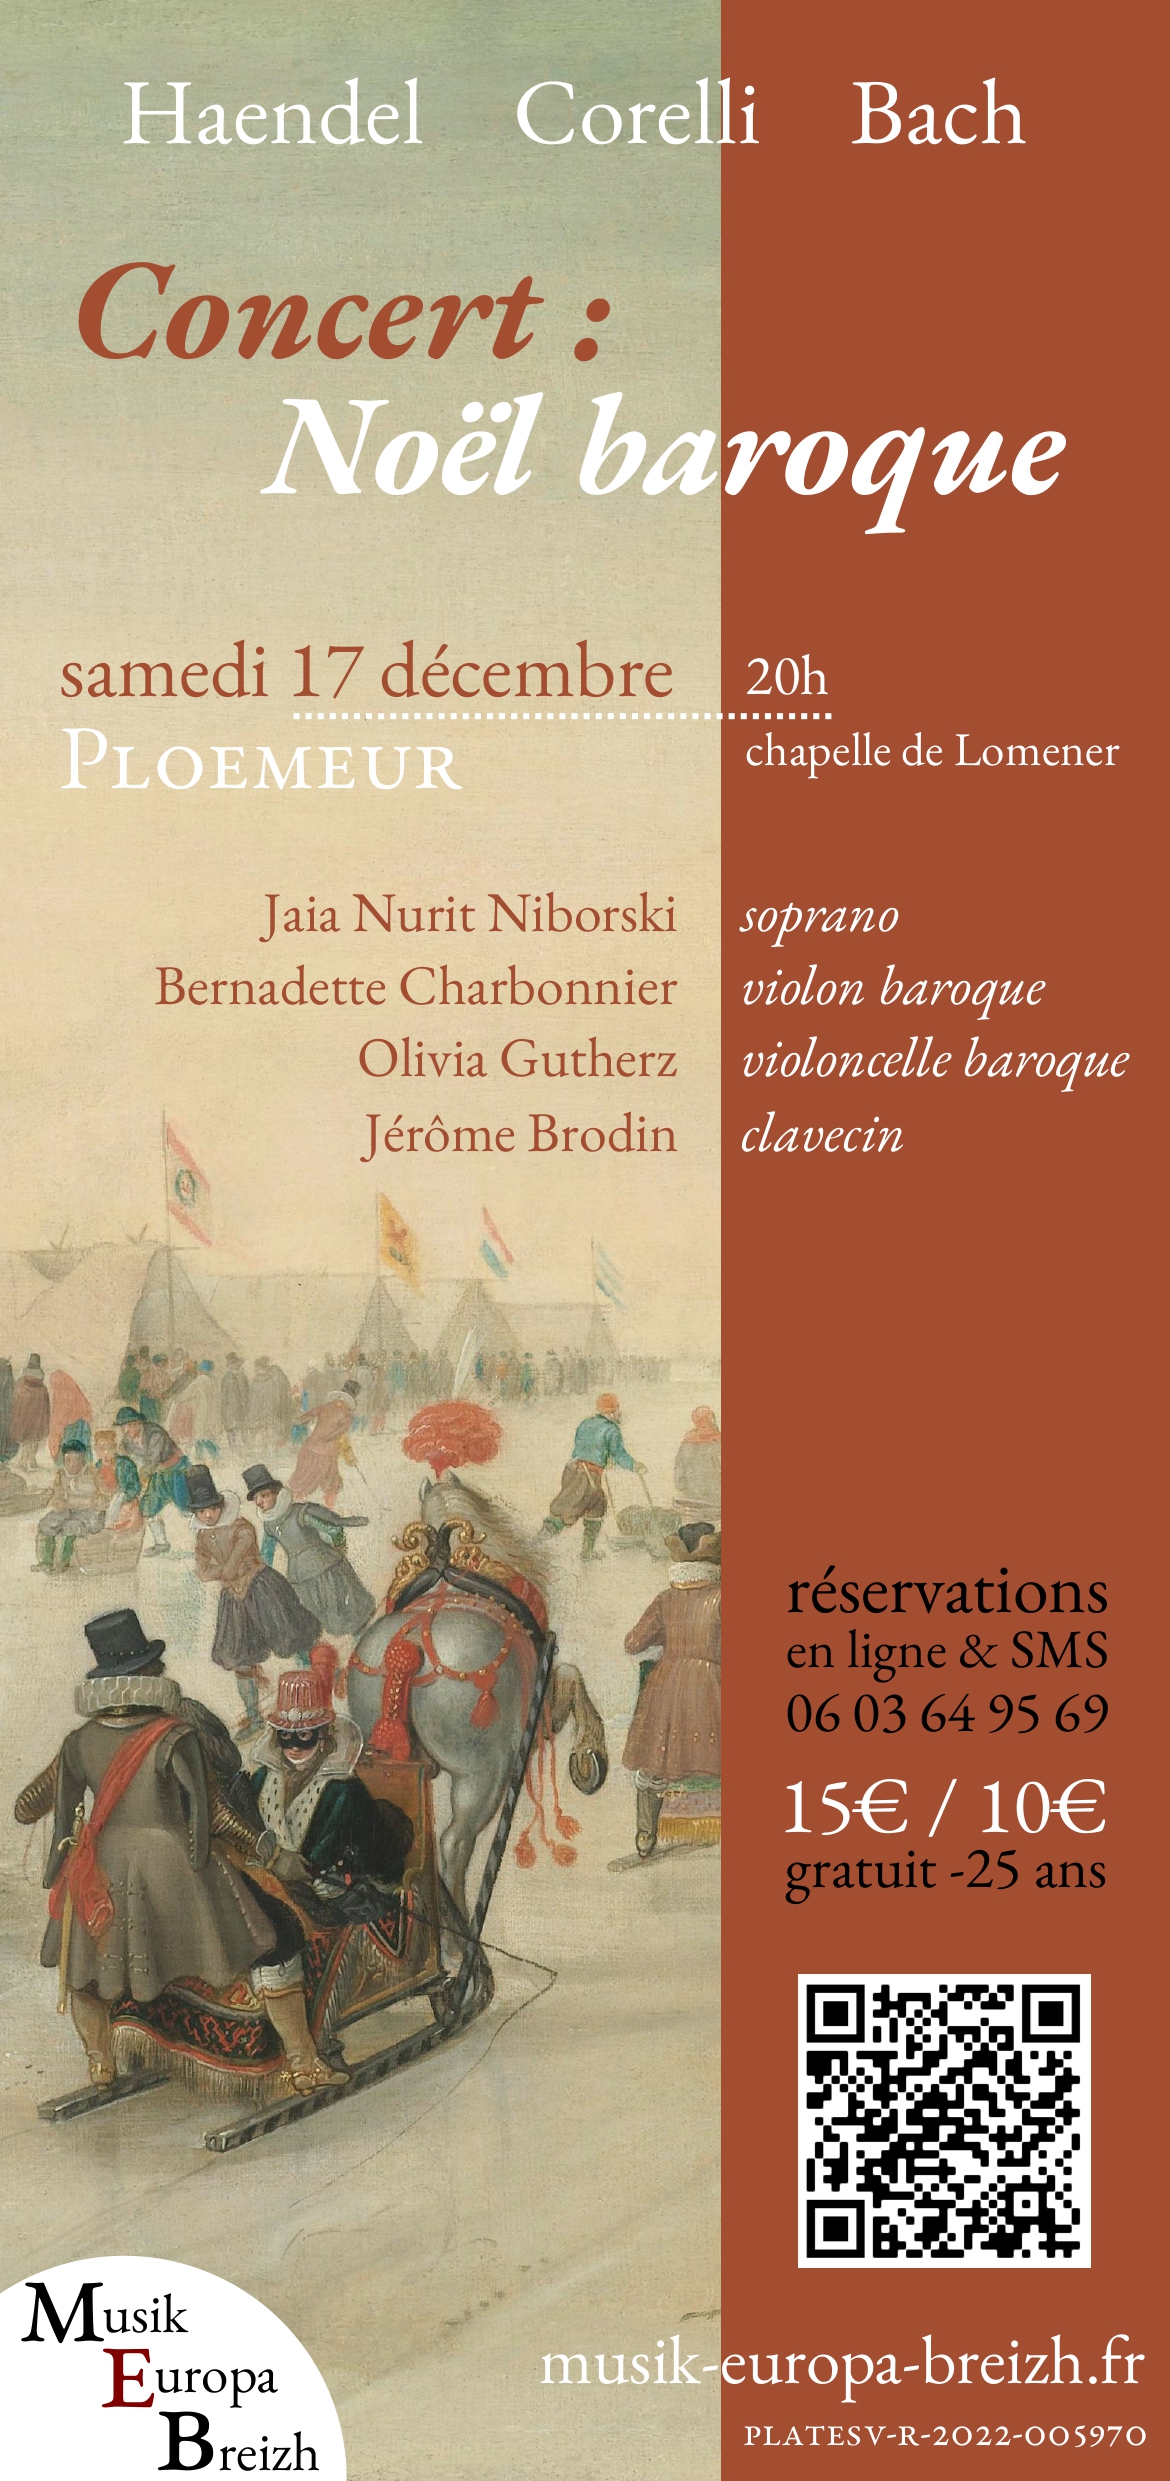 Haendel Corelli Bach
Concert :
Noël baroque
samedi 17 décembre 20h
Ploemeur chapelle de Lomener
Jaia Nurit Niborski soprano
Bernadette Charbonnier violon baroque
Olivia Gutherz violoncelle baroque
Jérôme Brodin clavecin
réservations
en ligne & SMS
06 03 64 95 69
15€ / 10€
gratuit -25 ans
Musik
Europa
Breizh
musik-europa-breizh.fr
PLATESV-R-2022-005970